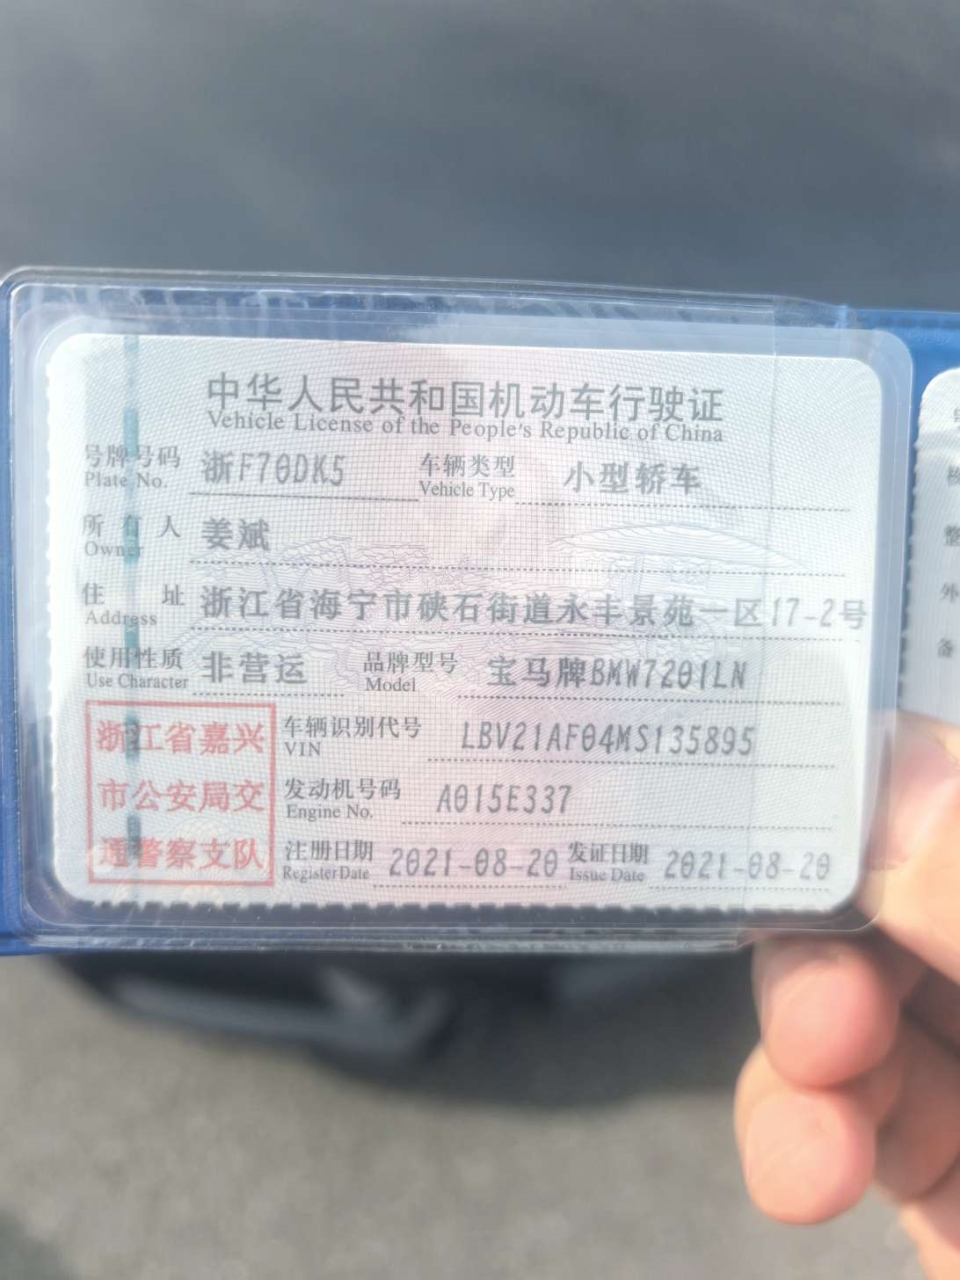 中华人民共和国机动车行驶证
Vehicle License of the People's Republic of China
号牌号码 浙F70DK5 车辆类型 小型轿车
Plate No. Vehicle Type
所有人 姜斌
Owner
住址 浙江省海宁市硖石街道永丰景苑一区17-2号
Address
使用性质 非营运 品牌型号 宝马牌BMW7201LN
Use Character Model
浙江省嘉兴
市公安局交
通警察支队
车辆识别代号 LBV21AF04MS135895
VIN
发动机号码 A015E337
Engine No.
注册日期 2021-08-20 发证日期 2021-08-20
Register Date Issue Date
整
外
备